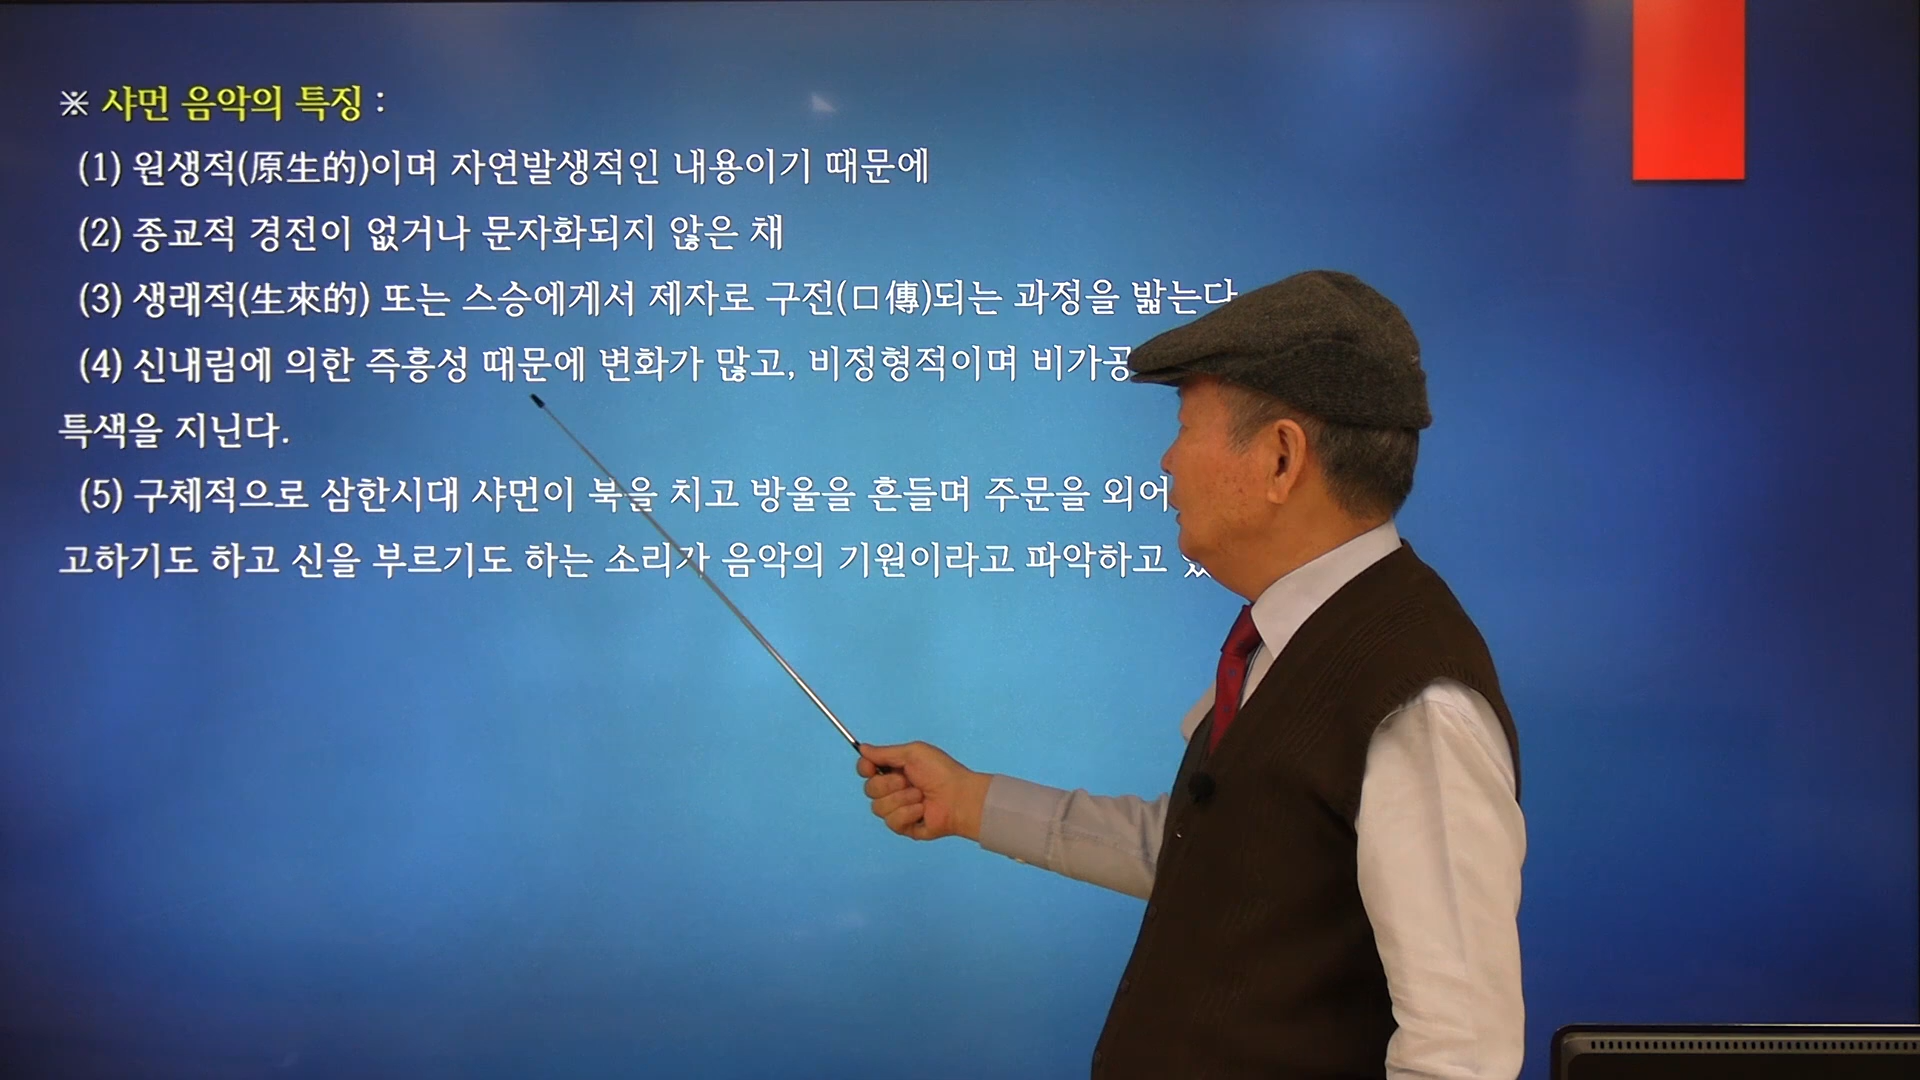 ※ 샤먼 음악의 특징 :
(1) 원생적(原生的)이며 자연발생적인 내용이기 때문에
(2) 종교적 경전이 없거나 문자화되지 않은 채
(3) 생래적(生來的) 또는 스승에게서 제자로 구전(口傳)되는 과정을 밟는다
(4) 신내림에 의한 즉흥성 때문에 변화가 많고, 비정형적이며 비가공
특색을 지닌다.
(5) 구체적으로 삼한시대 샤먼이 북을 치고 방울을 흔들며 주문을 외어
고하기도 하고 신을 부르기도 하는 소리가 음악의 기원이라고 파악하고